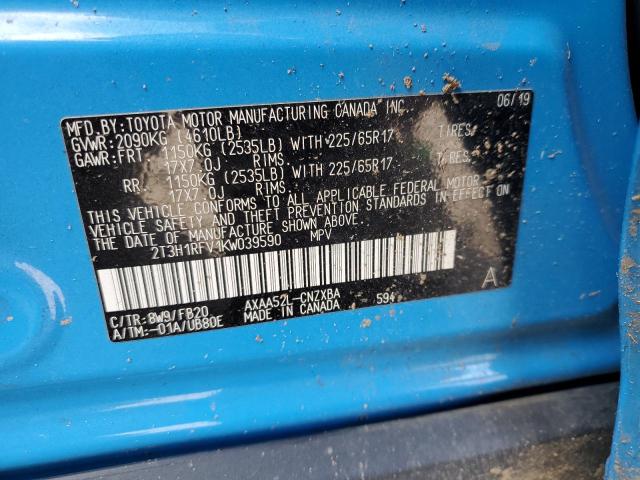 MFD. BY: TOYOTA MOTOR MANUFACTURING CANADA INC. 06/19
GVWR: 2090KG (4610LB)
GAWR: FRT 1150KG (2535LB) WITH 225/65R17 TIRES,
17X7.0J RIMS,
RR 1150KG (2535LB) WITH 225/65R17 TIRES,
17X7.0J RIMS.
THIS VEHICLE CONFORMS TO ALL APPLICABLE FEDERAL MOTOR
VEHICLE SAFETY AND THEFT PREVENTION STANDARDS IN EFFECT ON
THE DATE OF MANUFACTURE SHOWN ABOVE.
2T3H1RFV1KW039590 MPV
A
C/TR: 8W9/FB20 AXAA52L-CNZXBA 594
A/TM: -01A/UB80E MADE IN CANADA